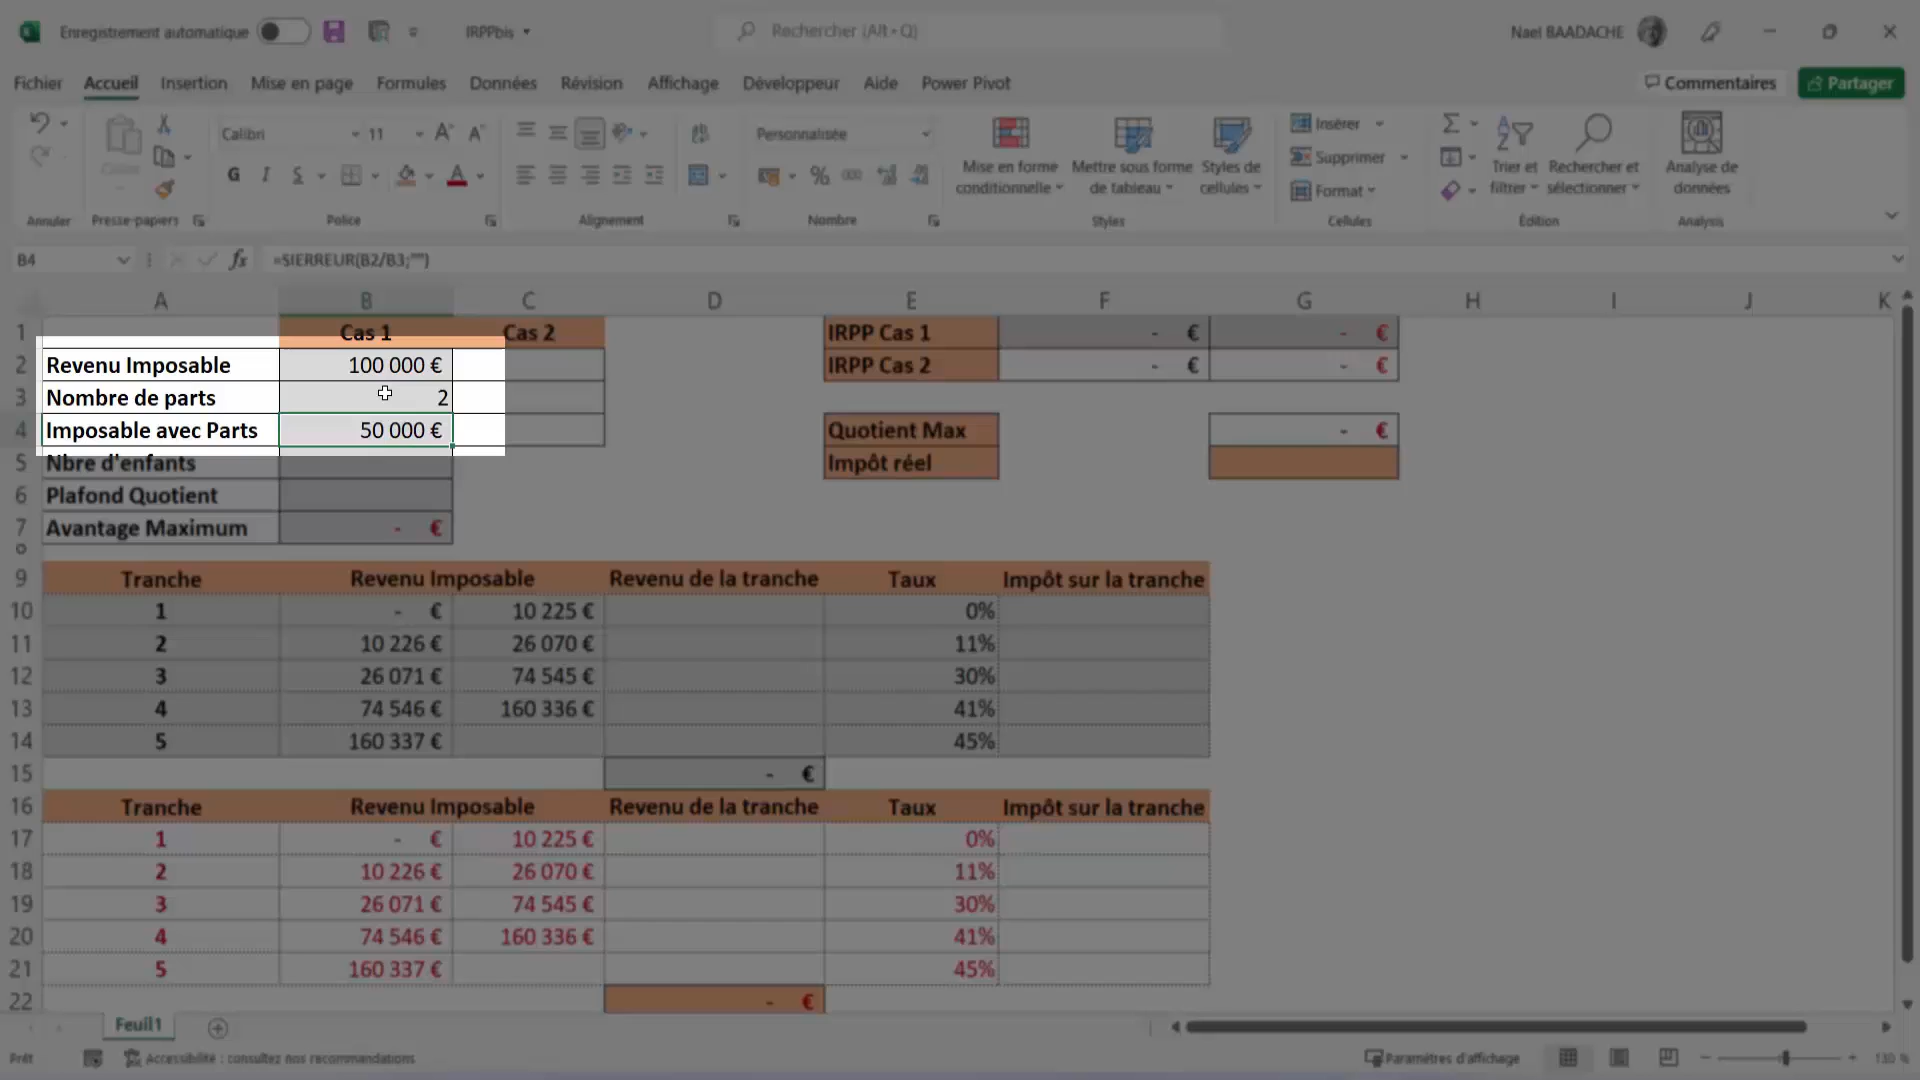 Enregistrement automatique
IRPPbis
Rechercher (Alt+Q)
Nael BAADACHE
Fichier Accueil Insertion Mise en page Formules Données Révision Affichage Développeur Aide Power Pivot
Commentaires Partager
Calibri 11
Personnalisée
G I S
Mise en forme conditionnelle
Mettre sous forme de tableau
Styles de cellules
Insérer
Supprimer
Format
Trier et filtrer
Rechercher et sélectionner
Analyse de données
Annuler Presse-papiers Police Alignement Nombre Styles Cellules Édition Analysis
B4 fx =SIERREUR(B2/B3;"")
A B C D E F G H I J K
1 Cas 1 Cas 2 IRPP Cas 1 - € - €
2 Revenu Imposable 100 000 € IRPP Cas 2 - € - €
3 Nombre de parts 2
4 Imposable avec Parts 50 000 € Quotient Max - €
5 Nbre d'enfants Impôt réel
6 Plafond Quotient
7 Avantage Maximum - €
9 Tranche Revenu Imposable Revenu de la tranche Taux Impôt sur la tranche
10 1 - € 10 225 € 0%
11 2 10 226 € 26 070 € 11%
12 3 26 071 € 74 545 € 30%
13 4 74 546 € 160 336 € 41%
14 5 160 337 € 45%
15 - €
16 Tranche Revenu Imposable Revenu de la tranche Taux Impôt sur la tranche
17 1 - € 10 225 € 0%
18 2 10 226 € 26 070 € 11%
19 3 26 071 € 74 545 € 30%
20 4 74 546 € 160 336 € 41%
21 5 160 337 € 45%
22 - €
Feuil1
Prêt Accessibilité : consultez nos recommandations Paramètres d'affichage 130 %